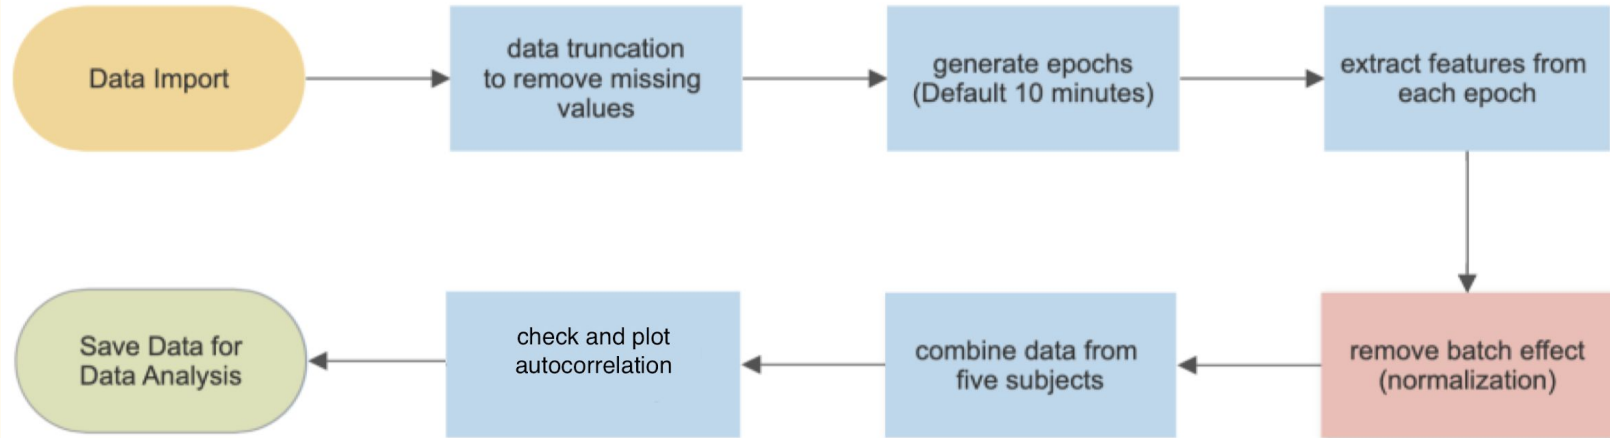 Data Import
data truncation
to remove missing
values
generate epochs
(Default 10 minutes)
extract features from
each epoch
remove batch effect
(normalization)
combine data from
five subjects
check and plot
autocorrelation
Save Data for
Data Analysis